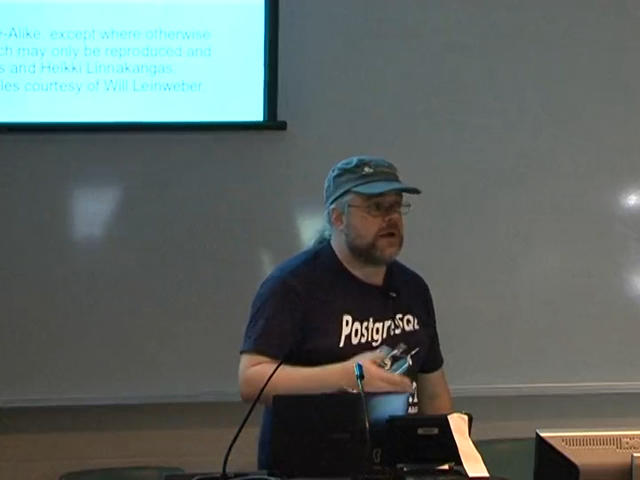 -Alike, except where otherwise
ch may only be reproduced and
s and Heikki Linnakangas.
les courtesy of Will Leinweber.
PostgreSQL